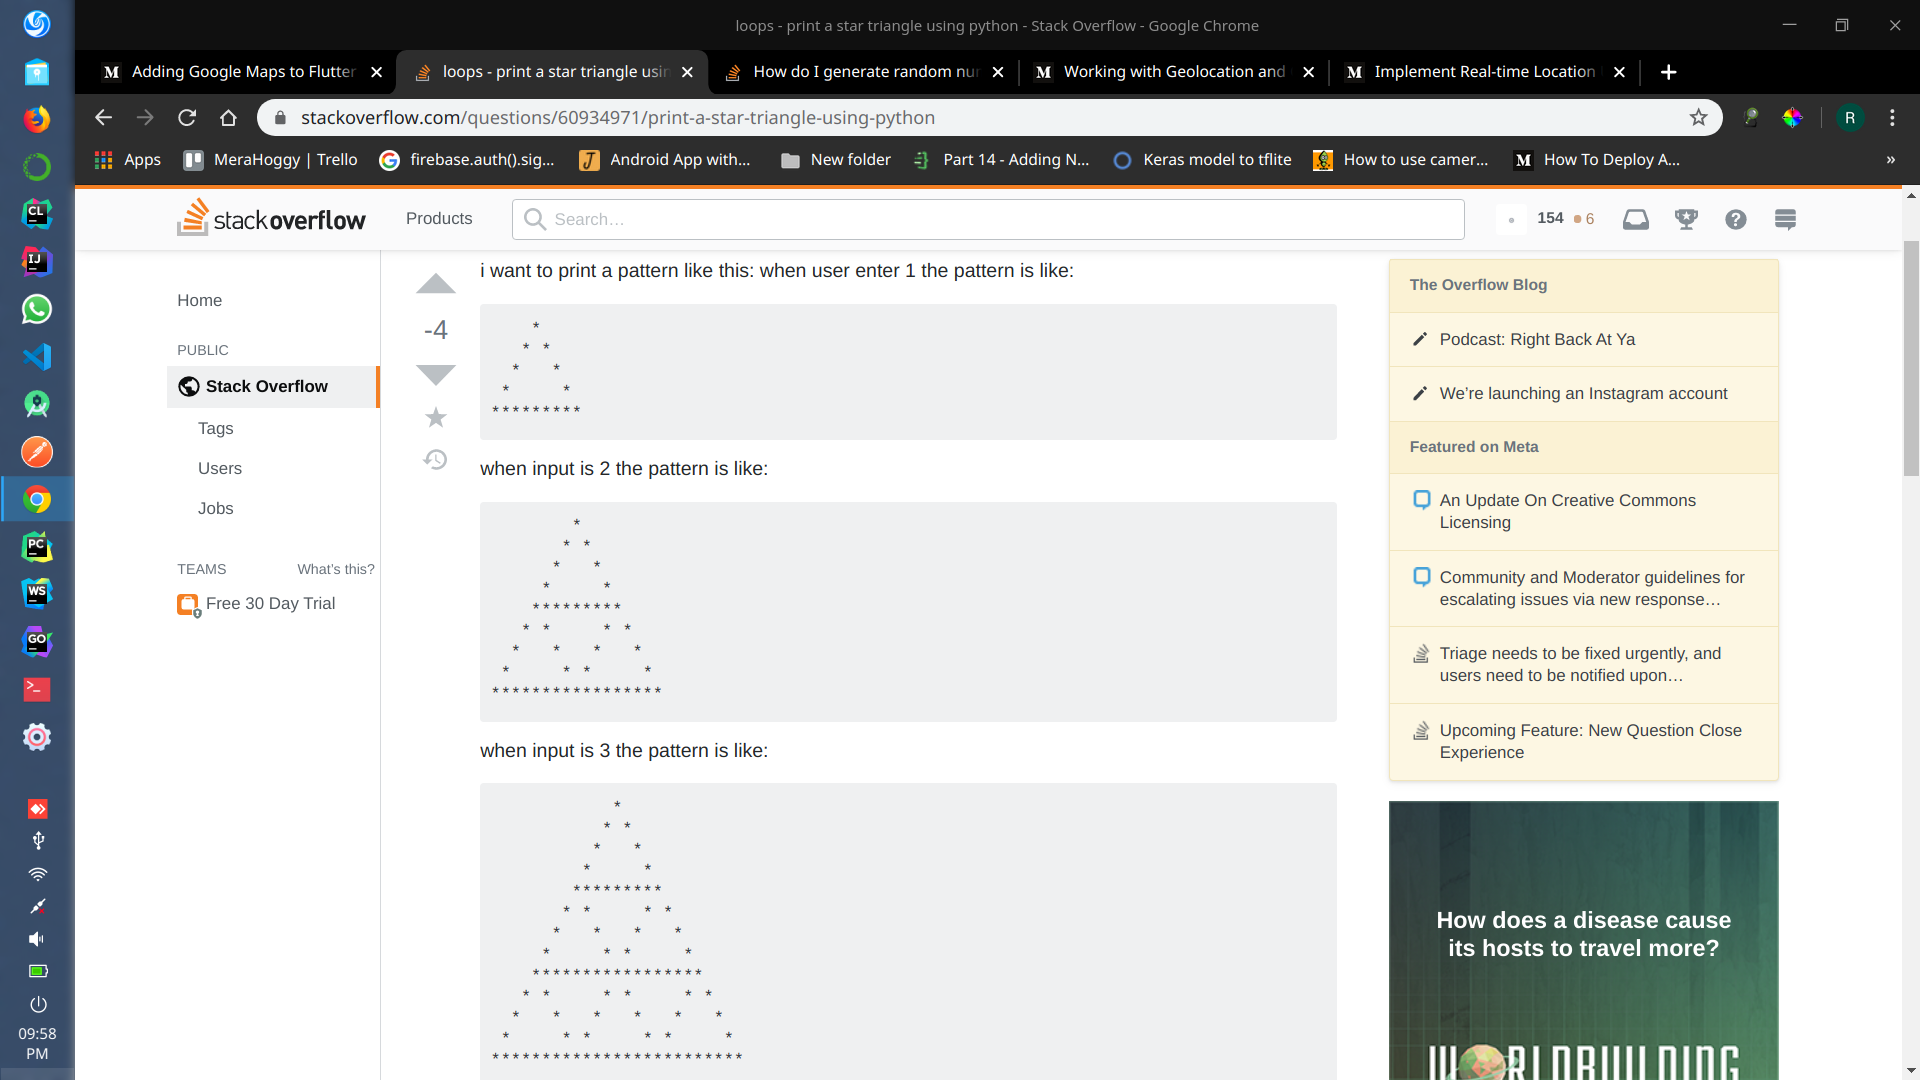 loops - print a star triangle using python - Stack Overflow - Google Chrome
Adding Google Maps to Flutter
loops - print a star triangle usin
How do I generate random nu
Working with Geolocation and
Implement Real-time Location
stackoverflow.com/questions/60934971/print-a-star-triangle-using-python
R
Apps
MeraHoggy | Trello
firebase.auth().sig...
Android App with...
New folder
Part 14 - Adding N...
Keras model to tflite
How to use camer...
How To Deploy A...
»
stackoverflow
Products
Search...
154
6
Home
PUBLIC
Stack Overflow
Tags
Users
Jobs
TEAMS
What's this?
Free 30 Day Trial
-4
i want to print a pattern like this: when user enter 1 the pattern is like:
    *
   * *
  *   *
 *     *
*********
when input is 2 the pattern is like:
        *
       * *
      *   *
     *     *
    *********
   * *     * *
  *   *   *   *
 *     * *     *
*****************
when input is 3 the pattern is like:
            *
           * *
          *   *
         *     *
        *********
       * *     * *
      *   *   *   *
     *     * *     *
    *****************
   * *     * *     * *
  *   *   *   *   *   *
 *     * *     * *     *
*************************
The Overflow Blog
Podcast: Right Back At Ya
We're launching an Instagram account
Featured on Meta
An Update On Creative Commons
Licensing
Community and Moderator guidelines for
escalating issues via new response…
Triage needs to be fixed urgently, and
users need to be notified upon…
Upcoming Feature: New Question Close
Experience
How does a disease cause
its hosts to travel more?
WORLDBUILDING
CL
IJ
PC
WS
GO
09:58
PM